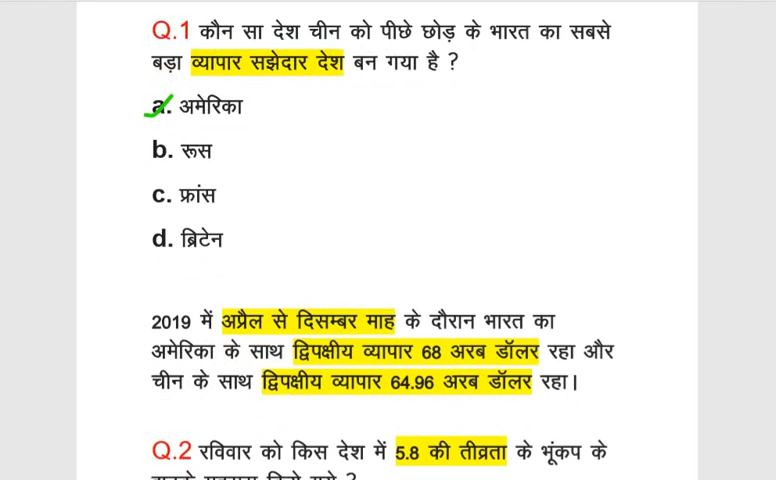 Q.1 कौन सा देश चीन को पीछे छोड़ के भारत का सबसे
बड़ा व्यापार सझेदार देश बन गया है ?
a. अमेरिका
b. रूस
c. फ्रांस
d. ब्रिटेन
2019 में अप्रैल से दिसम्बर माह के दौरान भारत का
अमेरिका के साथ द्विपक्षीय व्यापार 68 अरब डॉलर रहा और
चीन के साथ द्विपक्षीय व्यापार 64.96 अरब डॉलर रहा।
Q.2 रविवार को किस देश में 5.8 की तीव्रता के भूंकप के